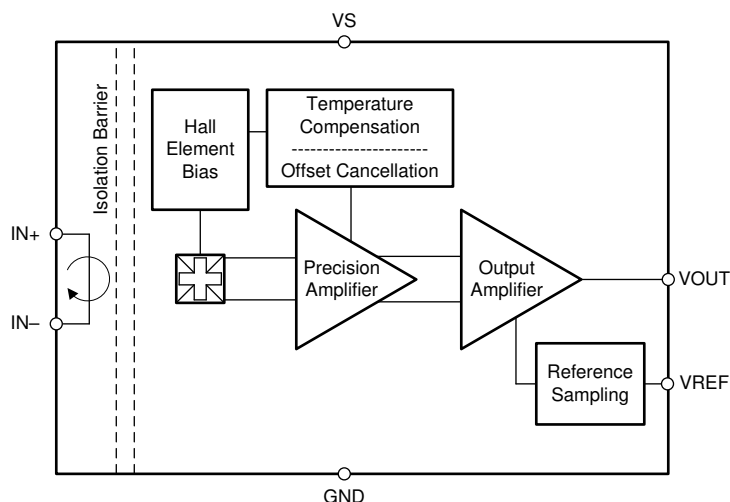 VS
Isolation Barrier
Hall
Element
Bias
Temperature
Compensation
Offset Cancellation
IN+
IN–
Precision
Amplifier
Output
Amplifier
VOUT
Reference
Sampling
VREF
GND